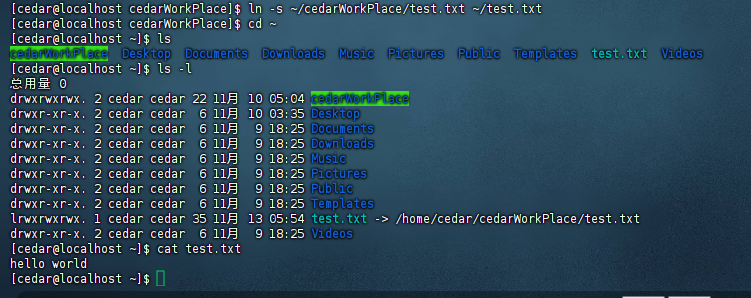 [cedar@localhost cedarWorkPlace]$ ln -s ~/cedarWorkPlace/test.txt ~/test.txt
[cedar@localhost cedarWorkPlace]$ cd ~
[cedar@localhost ~]$ ls
cedarWorkPlace  Desktop  Documents  Downloads  Music  Pictures  Public  Templates  test.txt  Videos
[cedar@localhost ~]$ ls -l
总用量 0
drwxrwxrwx. 2 cedar cedar 22 11月  10 05:04 cedarWorkPlace
drwxr-xr-x. 2 cedar cedar  6 11月  10 03:35 Desktop
drwxr-xr-x. 2 cedar cedar  6 11月   9 18:25 Documents
drwxr-xr-x. 2 cedar cedar  6 11月   9 18:25 Downloads
drwxr-xr-x. 2 cedar cedar  6 11月   9 18:25 Music
drwxr-xr-x. 2 cedar cedar  6 11月   9 18:25 Pictures
drwxr-xr-x. 2 cedar cedar  6 11月   9 18:25 Public
drwxr-xr-x. 2 cedar cedar  6 11月   9 18:25 Templates
lrwxrwxrwx. 1 cedar cedar 35 11月  13 05:54 test.txt -> /home/cedar/cedarWorkPlace/test.txt
drwxr-xr-x. 2 cedar cedar  6 11月   9 18:25 Videos
[cedar@localhost ~]$ cat test.txt
hello world
[cedar@localhost ~]$